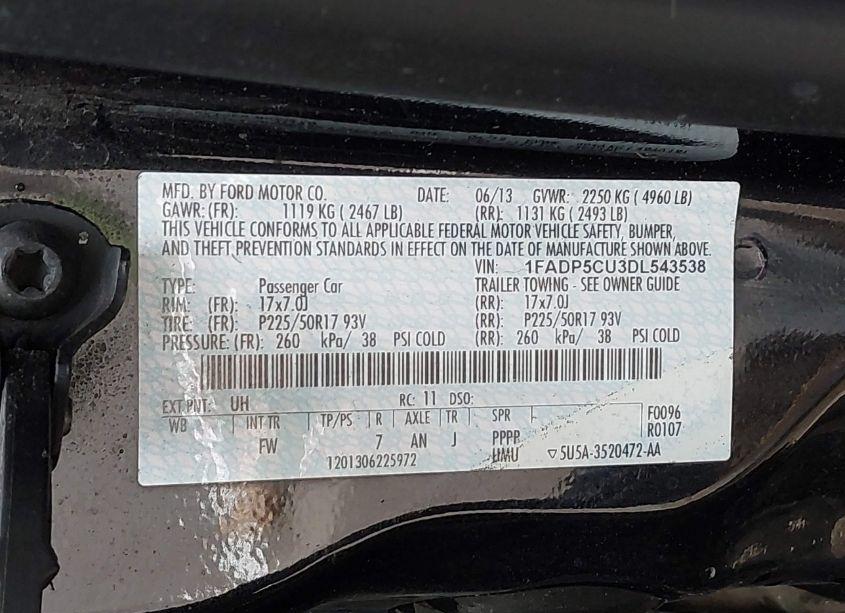 MFD. BY FORD MOTOR CO. DATE: 06/13 GVWR: 2250 KG ( 4960 LB)
GAWR: (FR): 1119 KG ( 2467 LB) (RR): 1131 KG ( 2493 LB)
THIS VEHICLE CONFORMS TO ALL APPLICABLE FEDERAL MOTOR VEHICLE SAFETY, BUMPER,
AND THEFT PREVENTION STANDARDS IN EFFECT ON THE DATE OF MANUFACTURE SHOWN ABOVE.
VIN: 1FADP5CU3DL543538
TYPE: Passenger Car TRAILER TOWING - SEE OWNER GUIDE
RIM: (FR): 17x7.0J (RR): 17x7.0J
TIRE: (FR): P225/50R17 93V (RR): P225/50R17 93V
PRESSURE: (FR): 260 kPa/ 38 PSI COLD (RR): 260 kPa/ 38 PSI COLD
EXT PNT: UH RC: 11 DSO:
WB INT TR TP/PS R AXLE TR SPR F0096
FW 7 AN J PPPP R0107
1201306225972 UMU ▽ 5U5A-3520472-AA